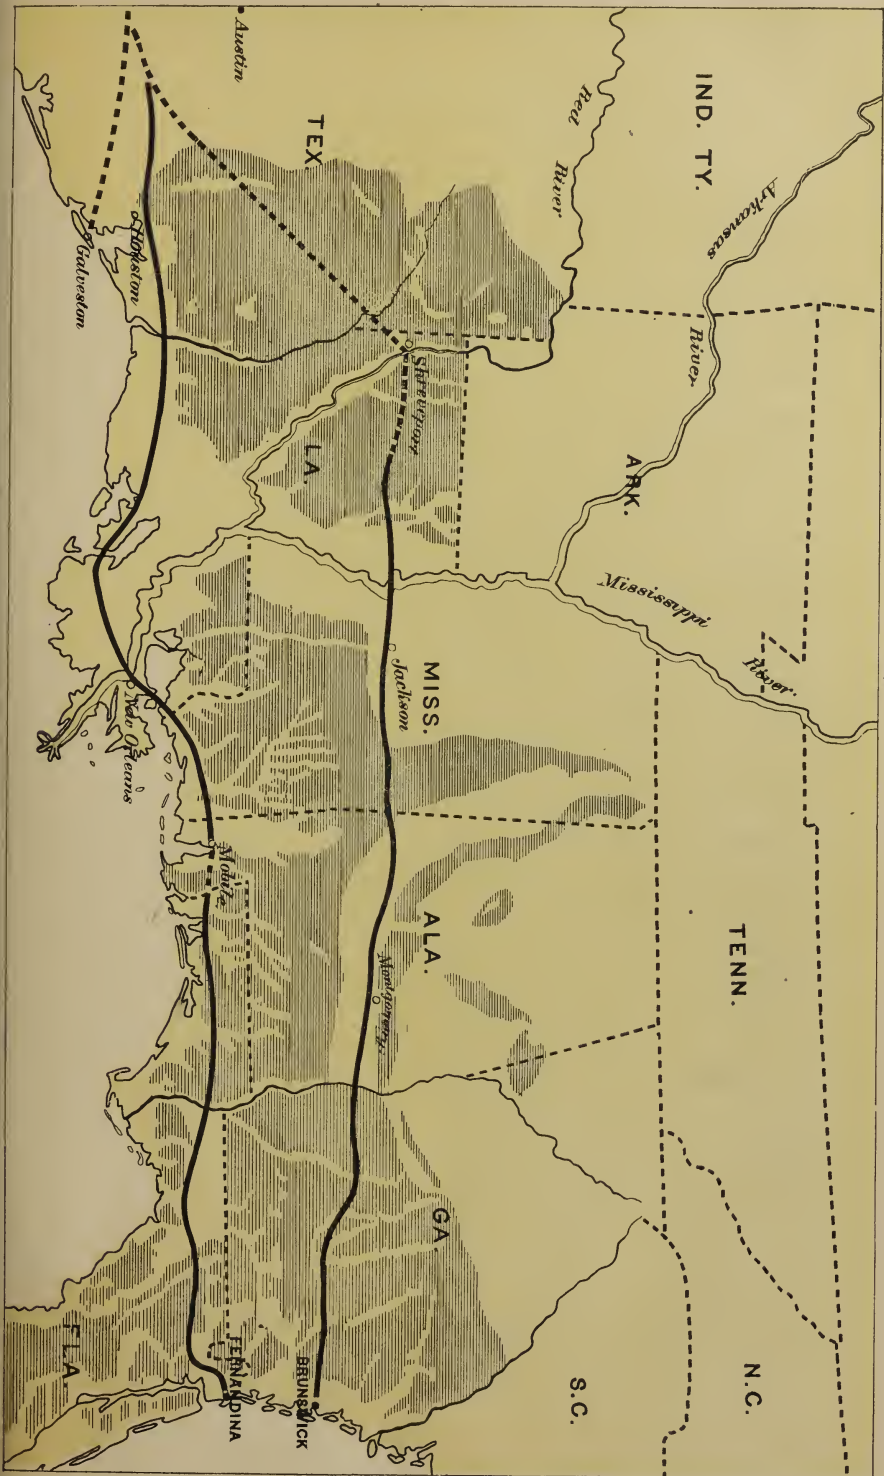 IND. TY.
Arkansas
River
Red
River
Austin
TEX.
Houston
Galveston
Shreveport
LA.
ARK.
Mississippi
River.
Jackson
MISS.
New Orleans
TENN.
ALA.
Mobile
Montgomery
GA.
N.C.
S.C.
BRUNSWICK
FERNANDINA
FLA.